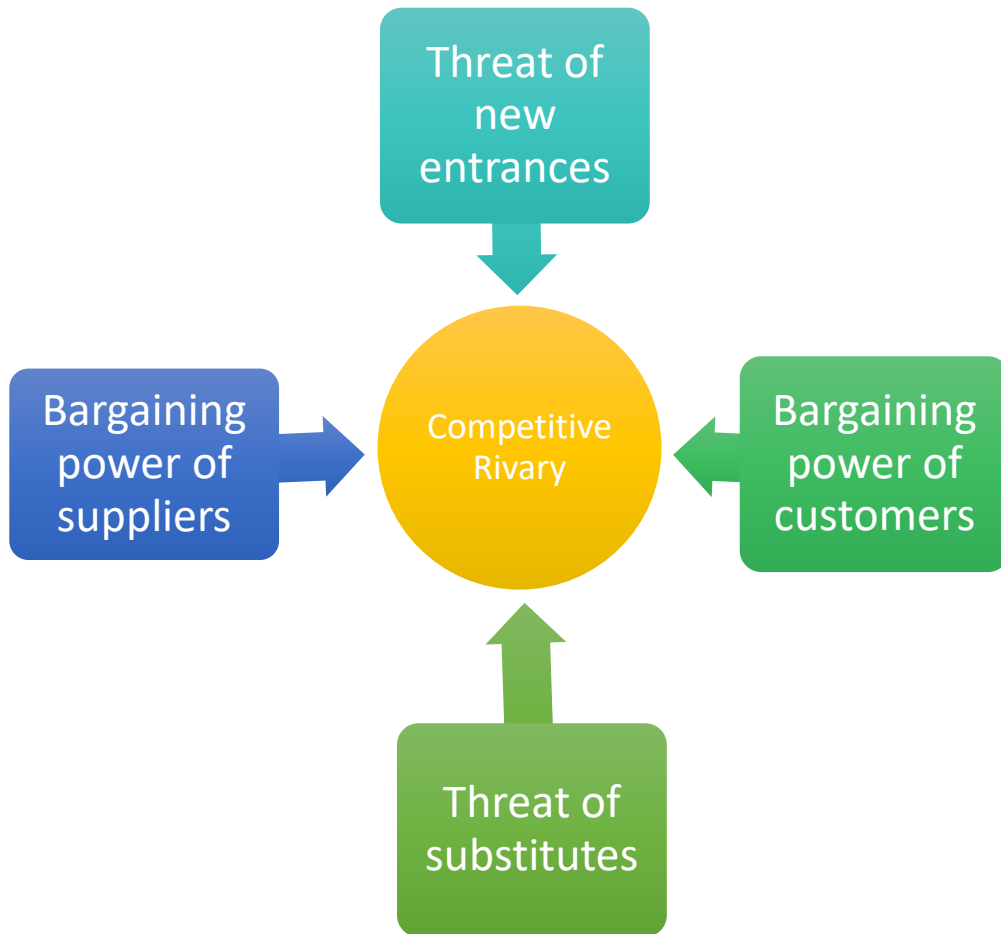 Threat of
new
entrances
Bargaining
power of
suppliers
Competitive
Rivary
Bargaining
power of
customers
Threat of
substitutes